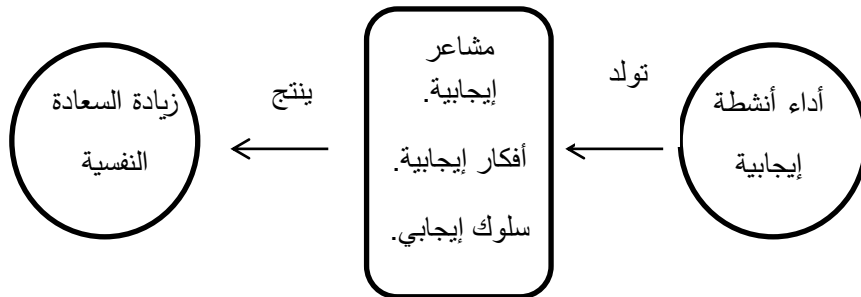 أداء أنشطة
إيجابية
تولد
مشاعر
إيجابية.
أفكار إيجابية.
سلوك إيجابي.
ينتج
زيادة السعادة
النفسية